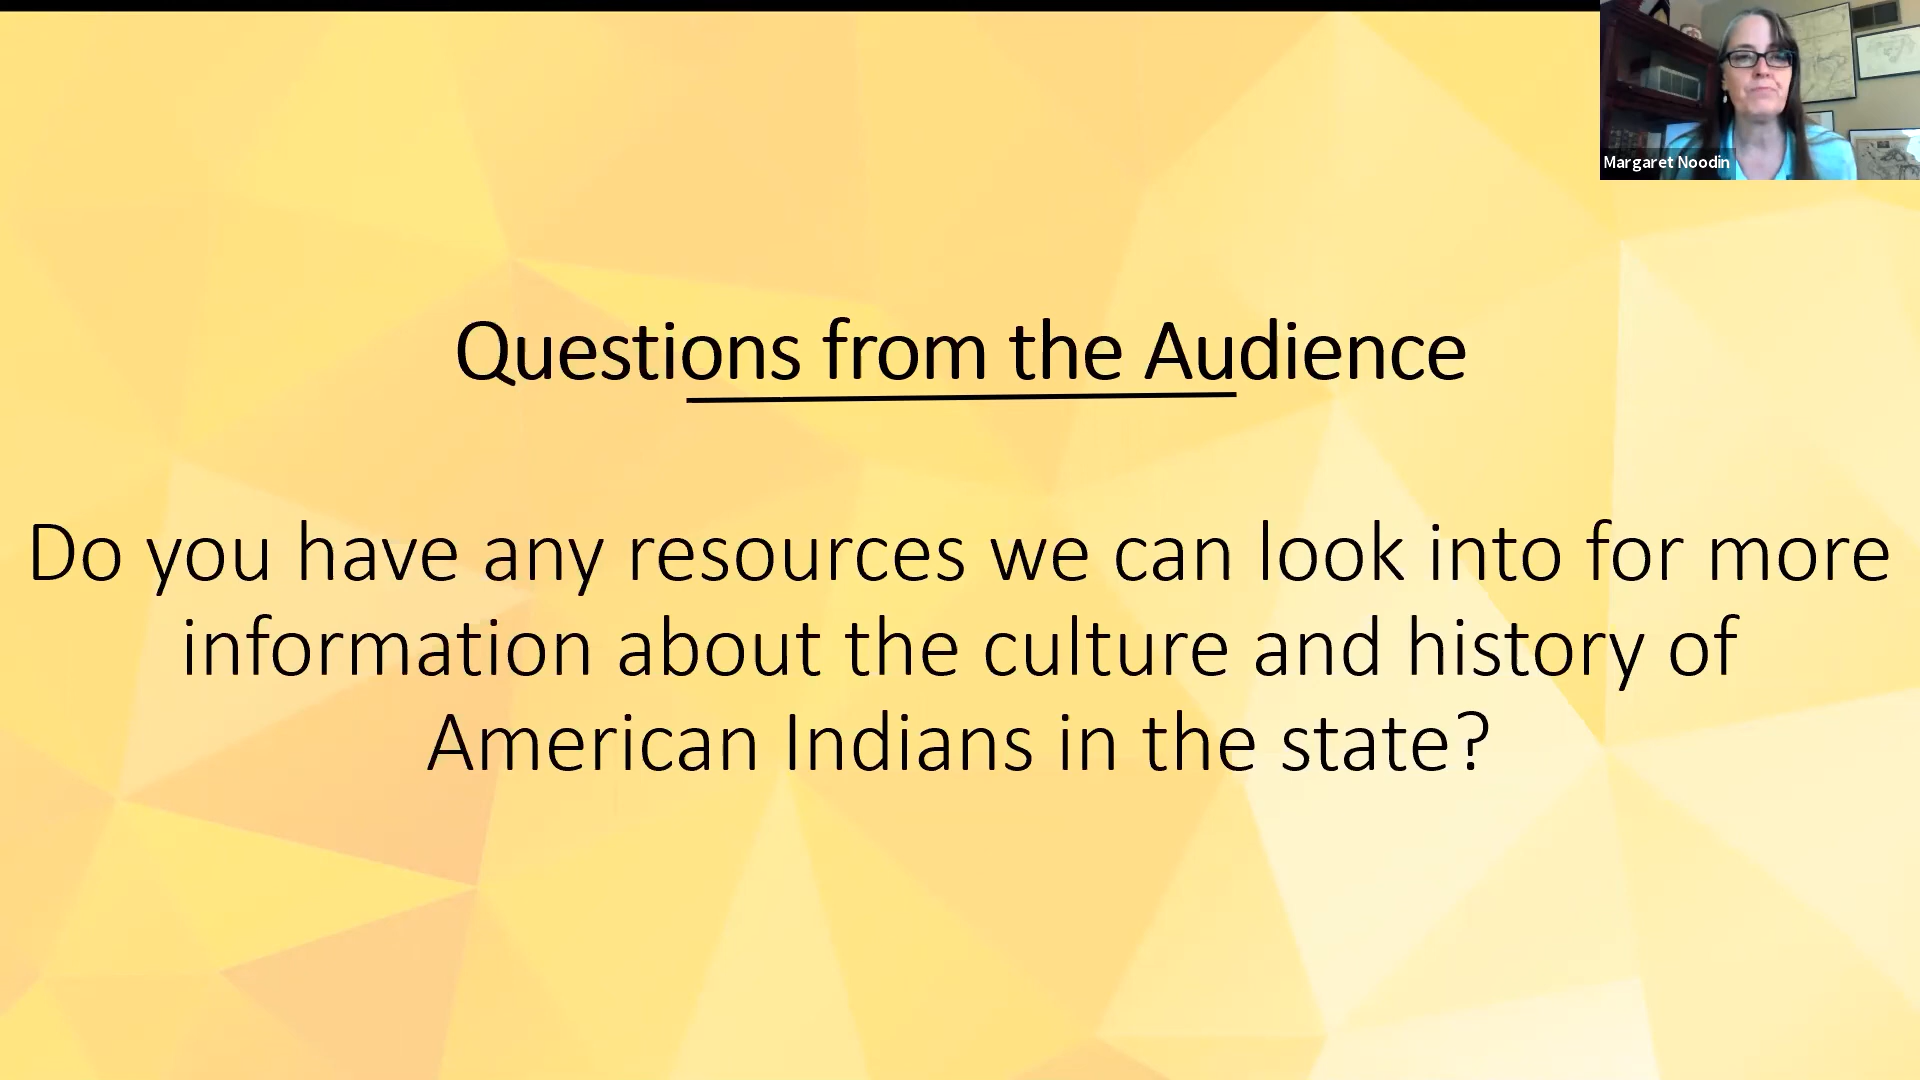 Margaret Noodin
Questions from the Audience
Do you have any resources we can look into for more
information about the culture and history of
American Indians in the state?